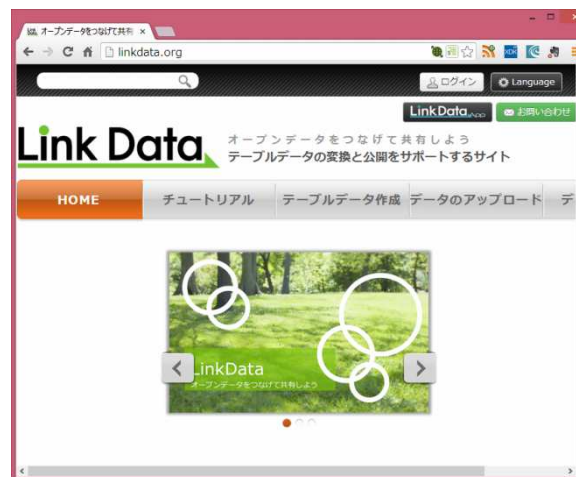 オープンデータをつなげて共有
linkdata.org
ログイン
Language
LinkData.App
お問い合わせ
Link Data
オープンデータをつなげて共有しよう
テーブルデータの変換と公開をサポートするサイト
HOME
チュートリアル
テーブルデータ作成
データのアップロード
デ
LinkData
オープンデータをつなげて共有しよう